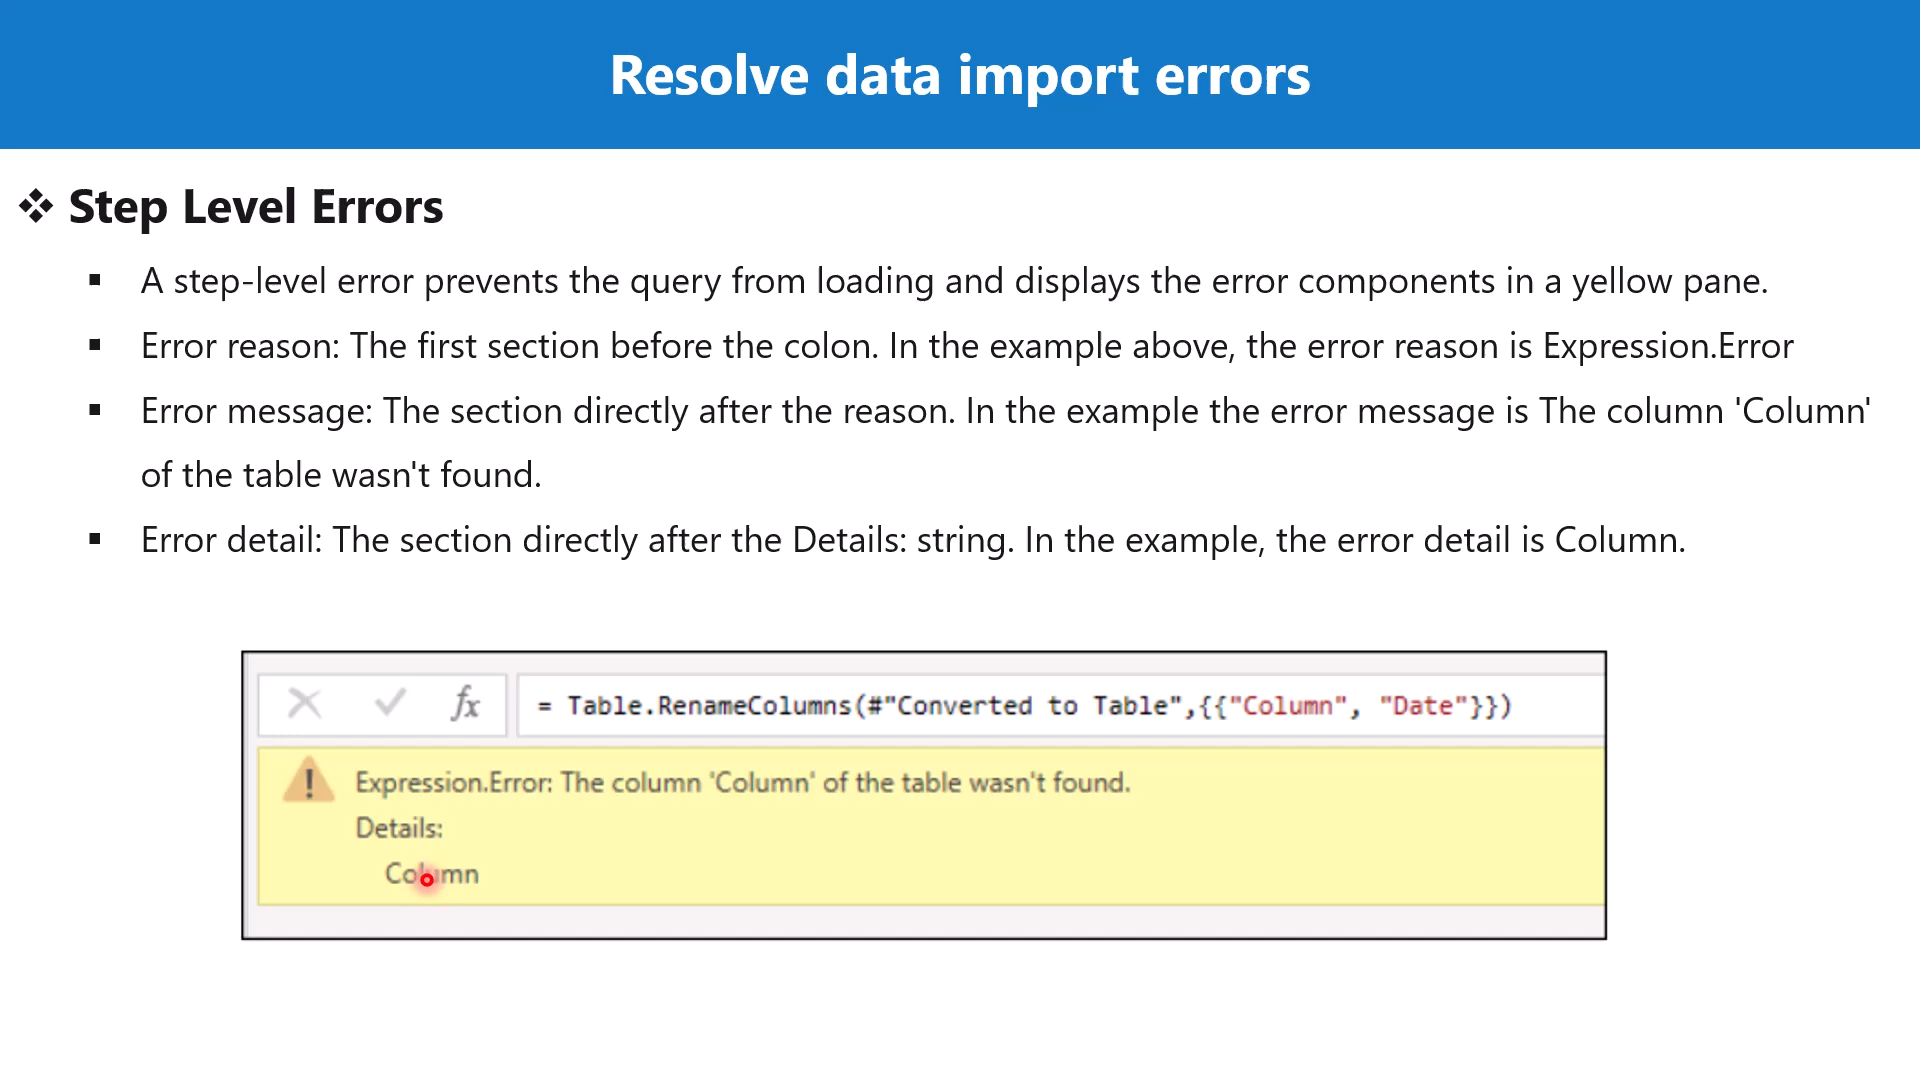 Resolve data import errors
❖ Step Level Errors
▪ A step-level error prevents the query from loading and displays the error components in a yellow pane.
▪ Error reason: The first section before the colon. In the example above, the error reason is Expression.Error
▪ Error message: The section directly after the reason. In the example the error message is The column 'Column'
of the table wasn't found.
▪ Error detail: The section directly after the Details: string. In the example, the error detail is Column.
fx = Table.RenameColumns(#"Converted to Table",{{"Column", "Date"}})
Expression.Error: The column 'Column' of the table wasn't found.
Details:
Column